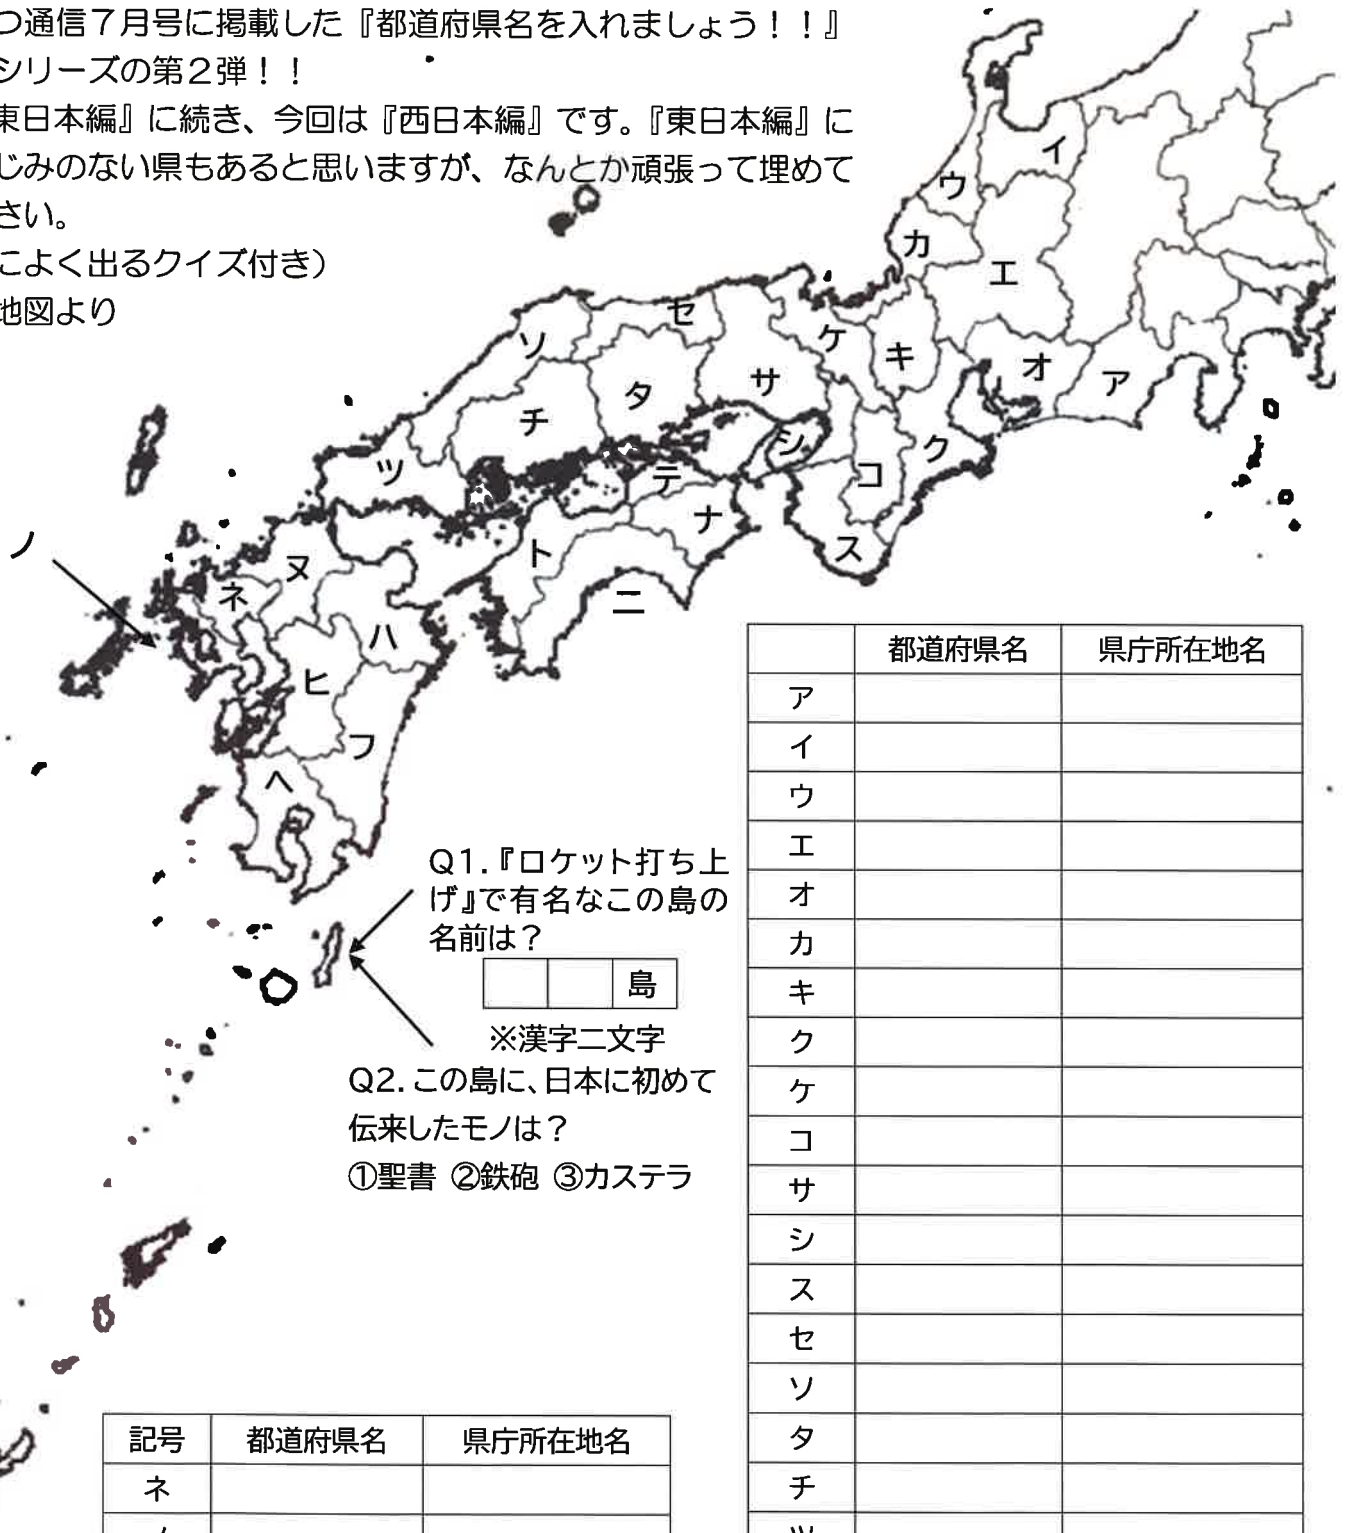 つ通信７月号に掲載した『都道府県名を入れましょう！！』
シリーズの第２弾！！
東日本編』に続き、今回は『西日本編』です。『東日本編』に
じみのない県もあると思いますが、なんとか頑張って埋めて
さい。
によく出るクイズ付き）
地図より
イ
ウ
カ
エ
セ
ソ
ケ
キ
オ
ア
サ
タ
チ
シ
ク
ツ
テ
コ
ナ
ス
ト
ニ
ノ
ヌ
ネ
ハ
ヒ
フ
ヘ
Q1.『ロケット打ち上
げ』で有名なこの島の
名前は？
島
※漢字二文字
Q2.この島に、日本に初めて
伝来したモノは？
①聖書 ②鉄砲 ③カステラ
都道府県名 県庁所在地名
ア
イ
ウ
エ
オ
カ
キ
ク
ケ
コ
サ
シ
ス
セ
ソ
タ
チ
ツ
記号 都道府県名 県庁所在地名
ネ